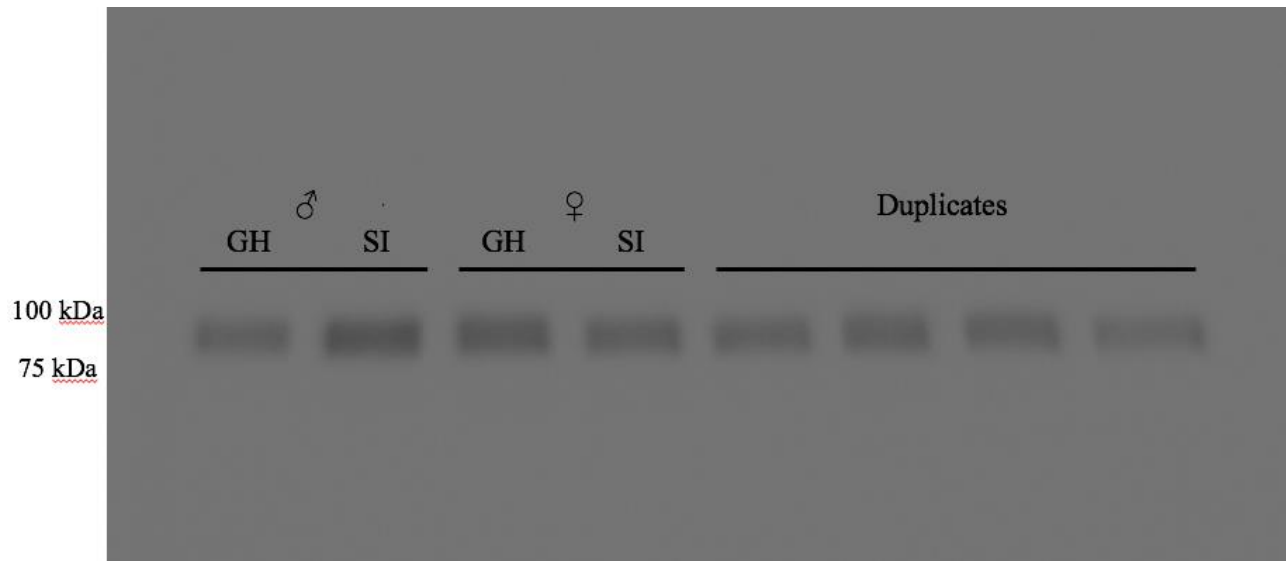 ♂ ♀ Duplicates
GH SI GH SI
100 kDa
75 kDa